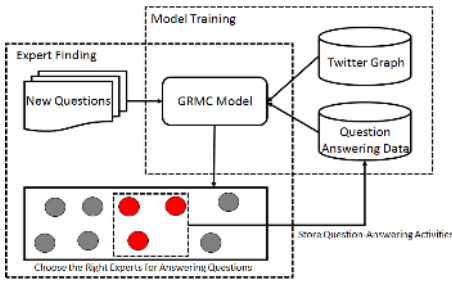 Model Training
Expert Finding
Twitter Graph
New Questions
GRMC Model
Question
Answering Data
Store Question-Answering Activities
Choose the Right Experts for Answering Questions